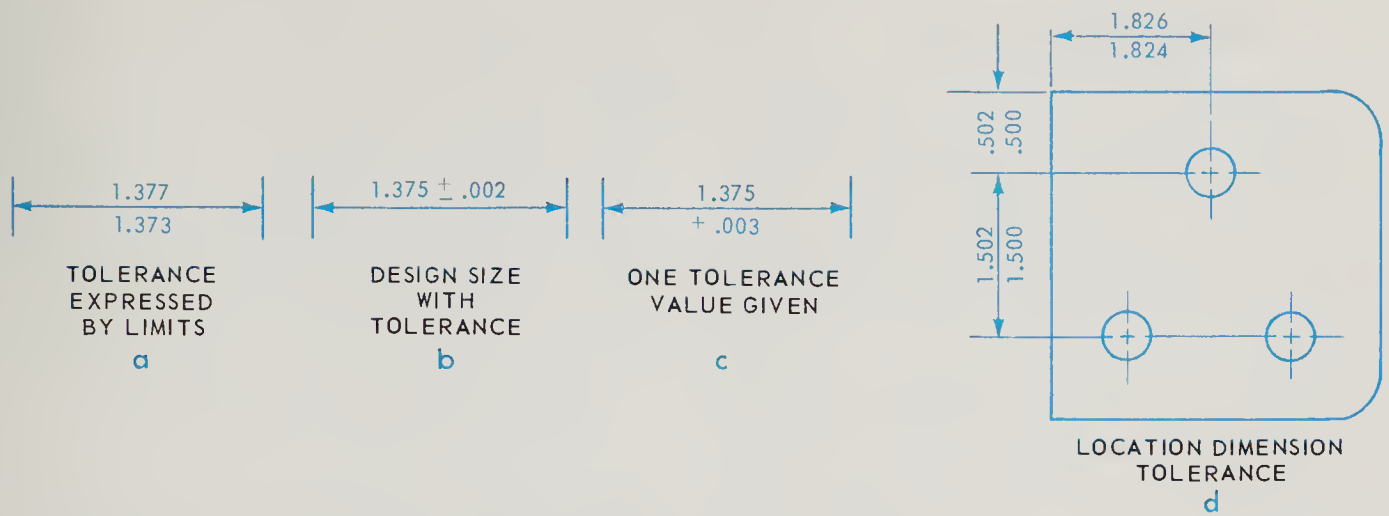 1.377
1.373
TOLERANCE
EXPRESSED
BY LIMITS
a
1.375 ± .002
DESIGN SIZE
WITH
TOLERANCE
b
1.375
+ .003
ONE TOLERANCE
VALUE GIVEN
c
1.826
1.824
.502
.500
1.502
1.500
LOCATION DIMENSION
TOLERANCE
d